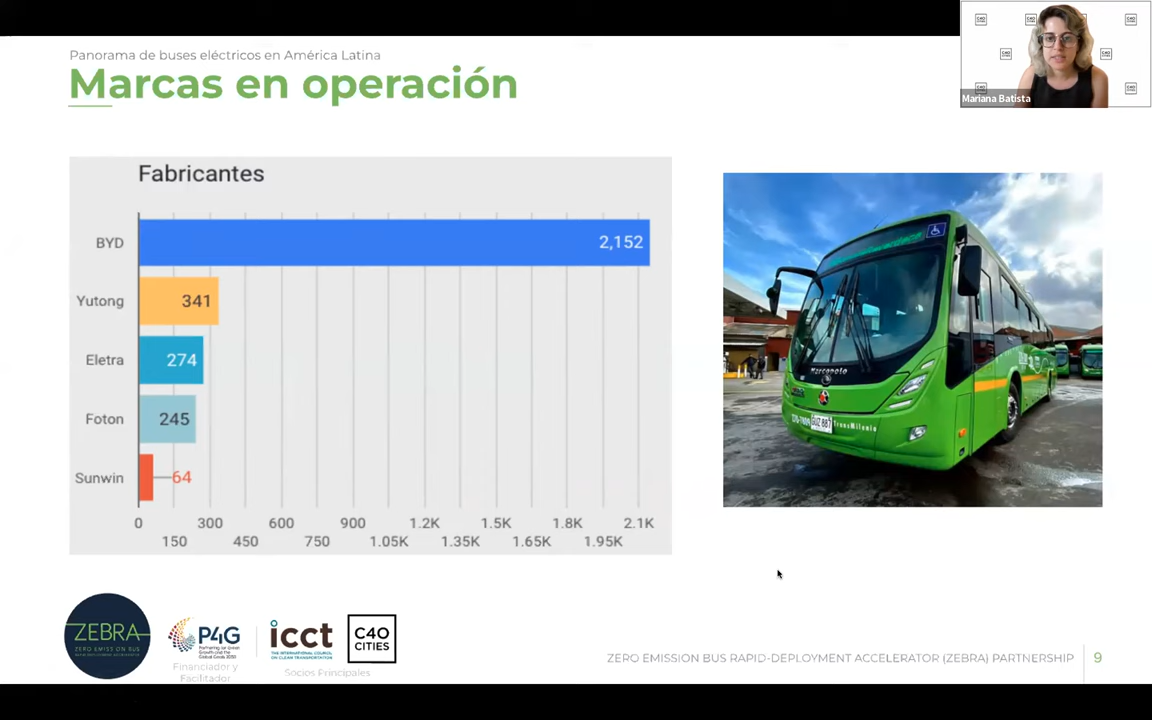 Panorama de buses eléctricos en América Latina
Marcas en operación
Mariana Batista
Fabricantes
BYD
2,152
Yutong
341
Eletra
274
Foton
245
Sunwin
64
0 300 600 900 1.2K 1.5K 1.8K 2.1K
150 450 750 1.05K 1.35K 1.65K 1.95K
Marcopolo
TransMilenio
ZEBRA
ZERO EMISSION BUS
P4G
Financiador y
Facilitador
icct
THE INTERNATIONAL COUNCIL
ON CLEAN TRANSPORTATION
Socios Principales
C40
CITIES
ZERO EMISSION BUS RAPID-DEPLOYMENT ACCELERATOR (ZEBRA) PARTNERSHIP
9